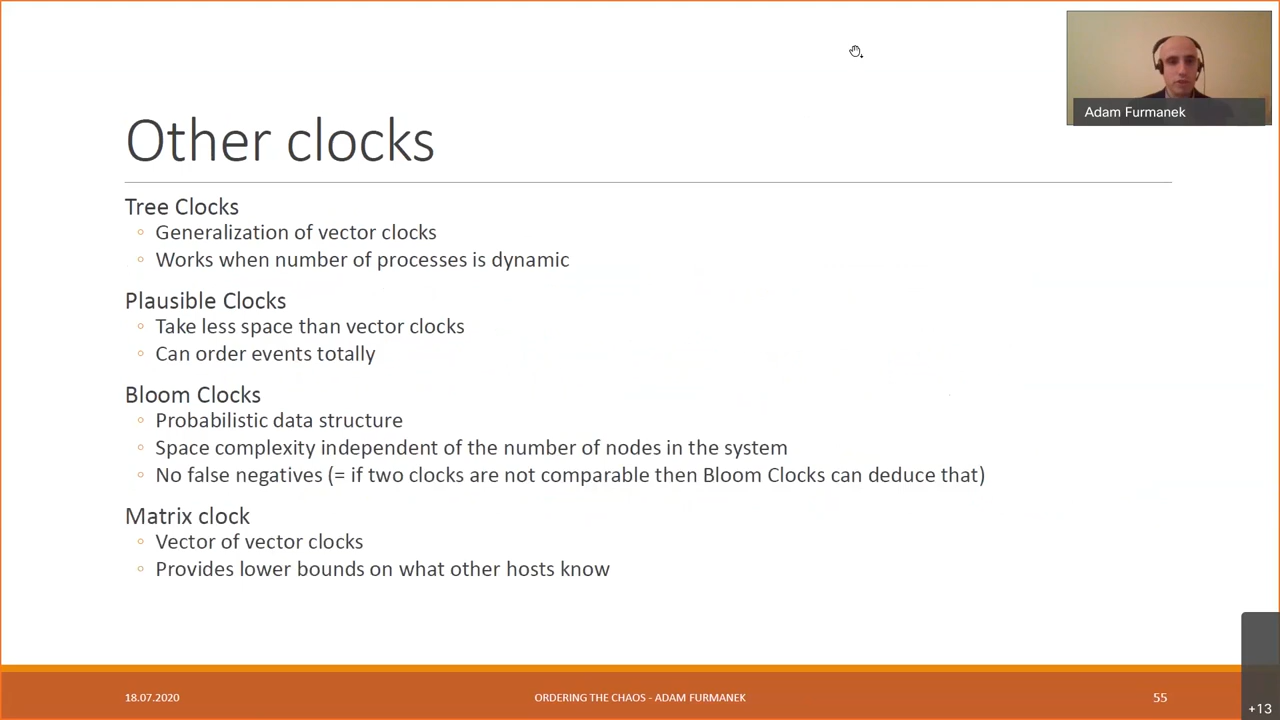 Adam Furmanek
Other clocks
Tree Clocks
Generalization of vector clocks
Works when number of processes is dynamic
Plausible Clocks
Take less space than vector clocks
Can order events totally
Bloom Clocks
Probabilistic data structure
Space complexity independent of the number of nodes in the system
No false negatives (= if two clocks are not comparable then Bloom Clocks can deduce that)
Matrix clock
Vector of vector clocks
Provides lower bounds on what other hosts know
18.07.2020
ORDERING THE CHAOS - ADAM FURMANEK
55
+13